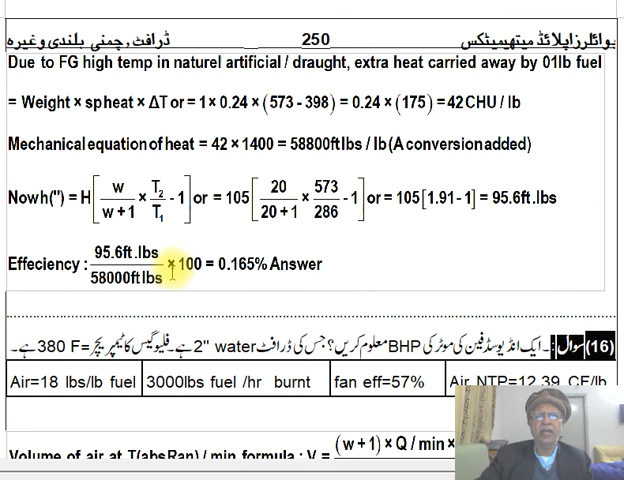 بوائلرز اپلائڈ میتھیمیٹکس 250 ڈرافٹ, چمنی بلندی وغیرہ
Due to FG high temp in naturel artificial / draught, extra heat carried away by 01lb fuel
= Weight × spheat × ΔT or = 1 × 0.24 × (573 - 398) = 0.24 × (175) = 42 CHU / lb
Mechanical equation of heat = 42 × 1400 = 58800ft lbs / lb (A conversion added)
Now h(") = H[w/w+1 × T2/T1 - 1] or = 105[20/20+1 × 573/286 - 1] or = 105[1.91 - 1] = 95.6ft.lbs
Effeciency : 95.6ft.lbs/58000ft lbs × 100 = 0.165% Answer
(16) سوال: ۔ایک انڈیوسڈ فین کی موٹر کی BHP معلوم کریں؟ جس کی ڈرافٹ 2" water ہے۔ فلیو گیس کا ٹمپریچر =380 F ہے۔
Air=18 lbs/lb fuel 3000lbs fuel /hr burnt fan eff=57% Air NTP=12.39 CF/lb
Volume of air at T(abs Ran) / min formula : V = (w + 1) × Q / min ×